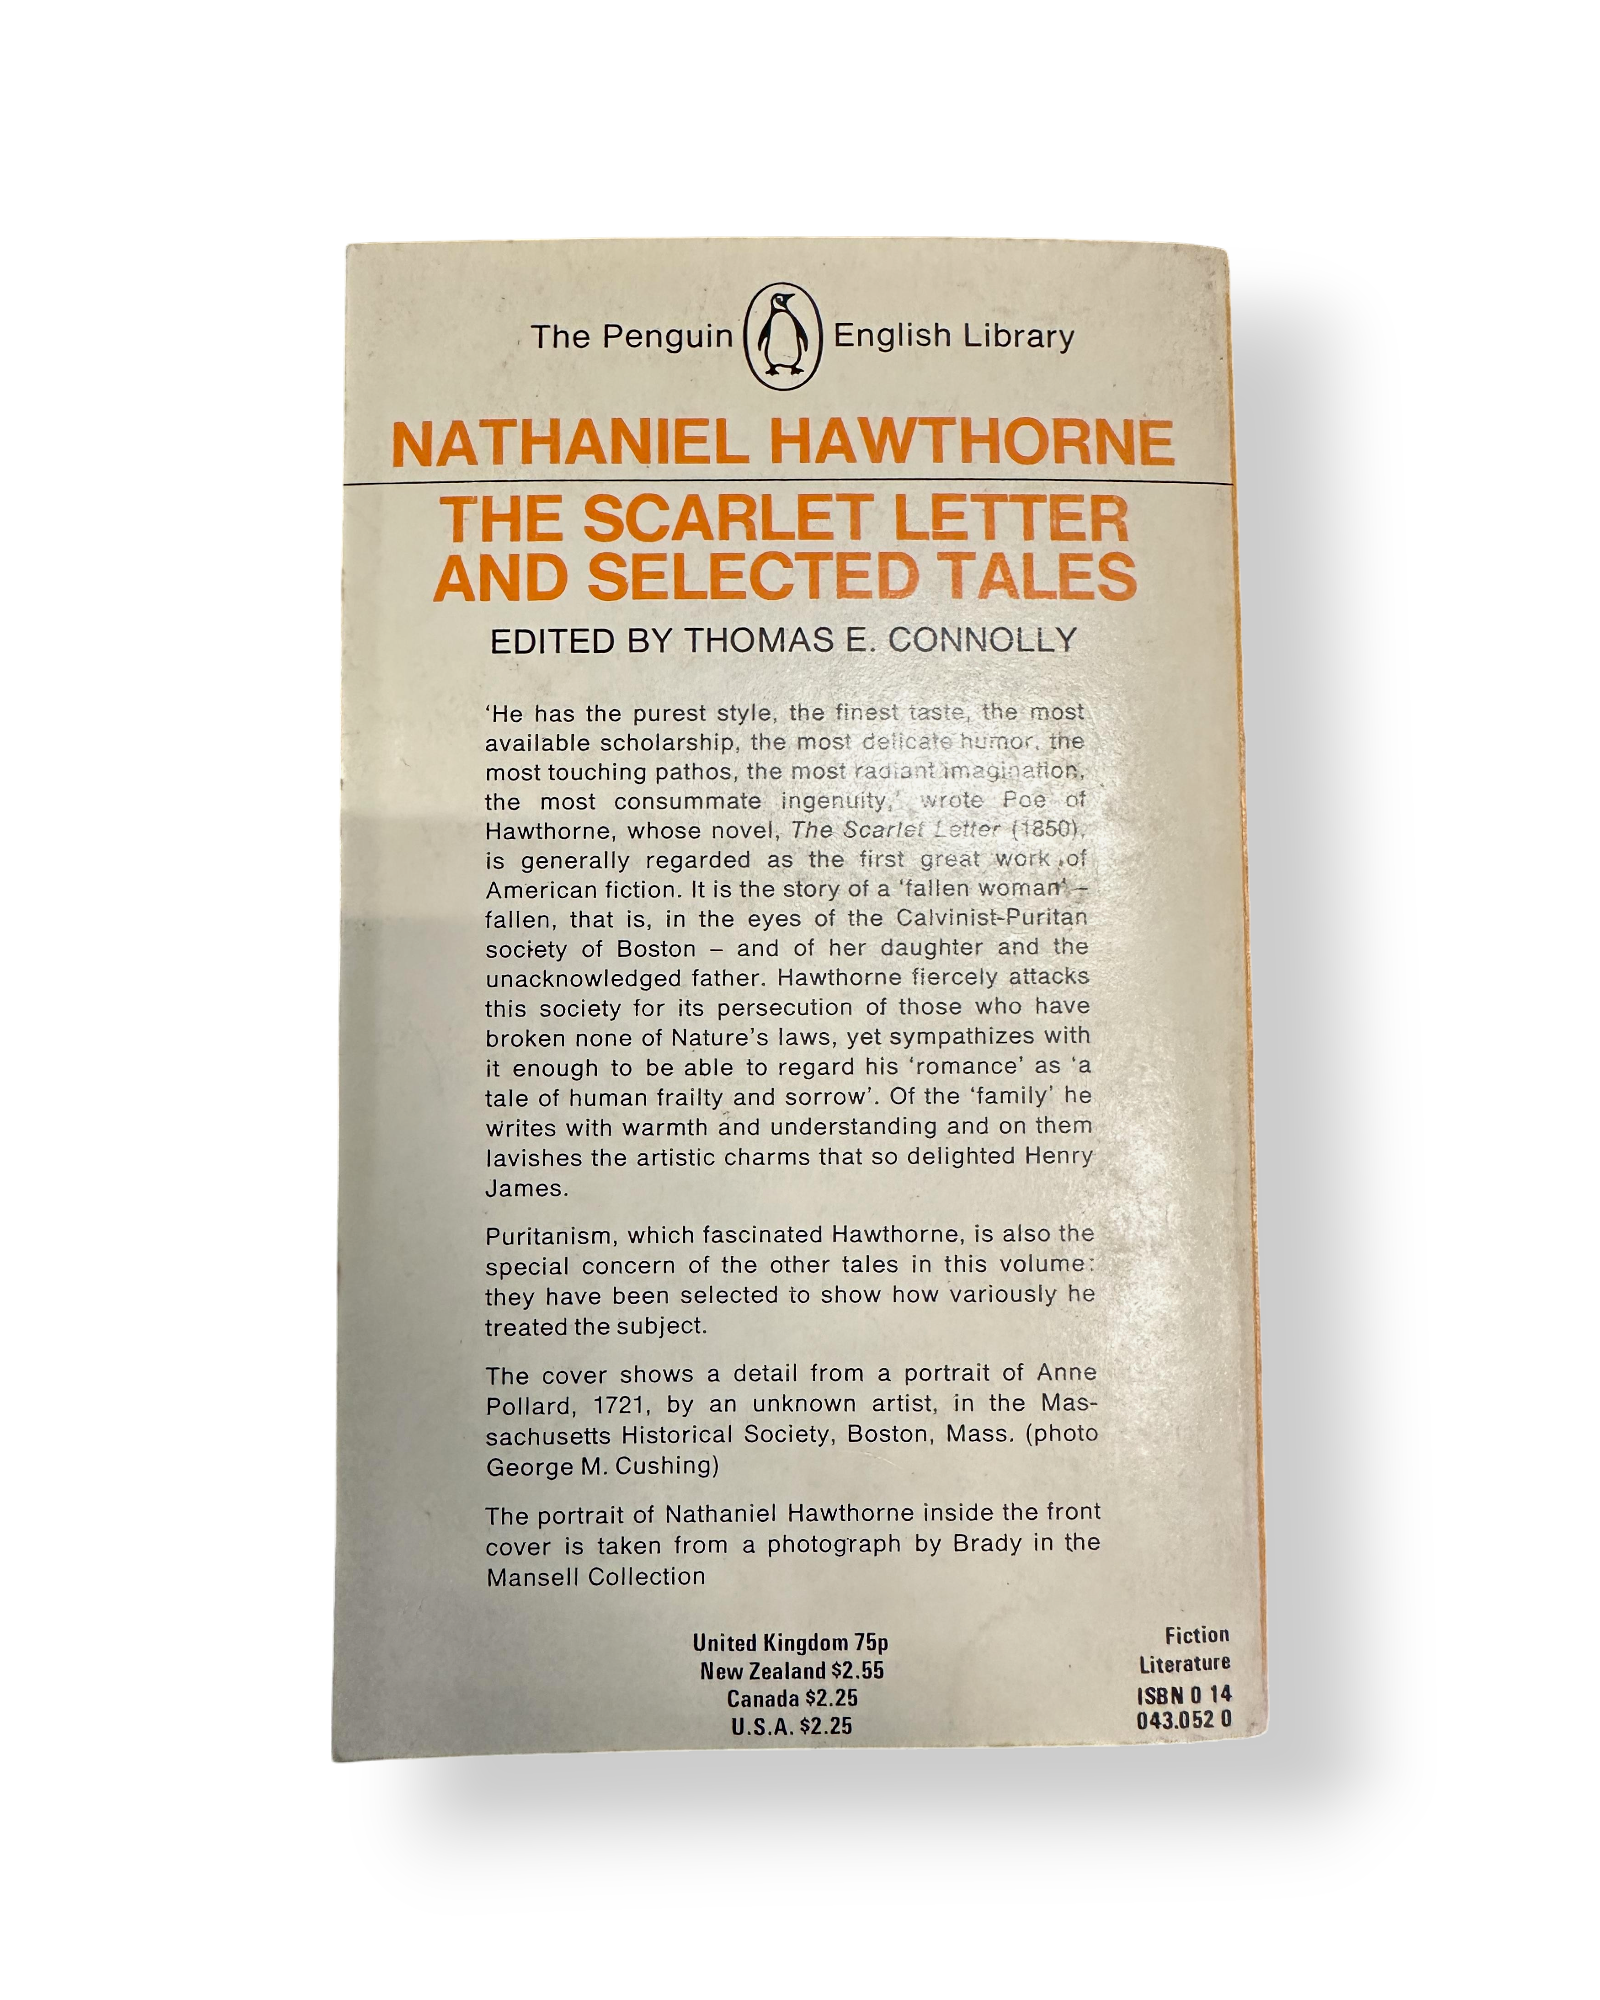 The Penguin English Library
NATHANIEL HAWTHORNE
THE SCARLET LETTER
AND SELECTED TALES
EDITED BY THOMAS E. CONNOLLY
‘He has the purest style, the finest taste, the most
available scholarship, the most delicate humor, the
most touching pathos, the most radiant imagination,
the most consummate ingenuity,’ wrote Poe of
Hawthorne, whose novel, The Scarlet Letter (1850),
is generally regarded as the first great work of
American fiction. It is the story of a ‘fallen woman’ –
fallen, that is, in the eyes of the Calvinist-Puritan
society of Boston – and of her daughter and the
unacknowledged father. Hawthorne fiercely attacks
this society for its persecution of those who have
broken none of Nature’s laws, yet sympathizes with
it enough to be able to regard his ‘romance’ as ‘a
tale of human frailty and sorrow’. Of the ‘family’ he
writes with warmth and understanding and on them
lavishes the artistic charms that so delighted Henry
James.
Puritanism, which fascinated Hawthorne, is also the
special concern of the other tales in this volume:
they have been selected to show how variously he
treated the subject.
The cover shows a detail from a portrait of Anne
Pollard, 1721, by an unknown artist, in the Mas-
sachusetts Historical Society, Boston, Mass. (photo
George M. Cushing)
The portrait of Nathaniel Hawthorne inside the front
cover is taken from a photograph by Brady in the
Mansell Collection
United Kingdom 75p
New Zealand $2.55
Canada $2.25
U.S.A. $2.25
Fiction
Literature
ISBN 0 14
043.052 0